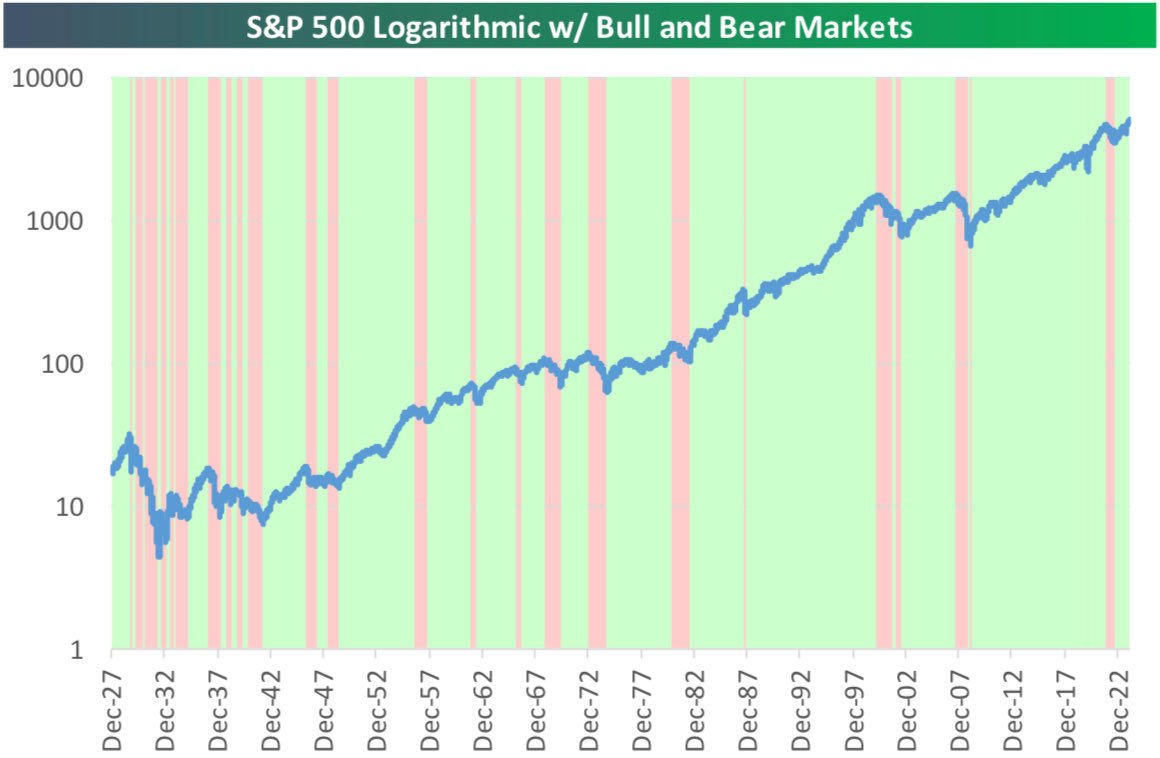 S&P 500 Logarithmic w/ Bull and Bear Markets
10000
1000
100
10
1
Dec-27
Dec-32
Dec-37
Dec-42
Dec-47
Dec-52
Dec-57
Dec-62
Dec-67
Dec-72
Dec-77
Dec-82
Dec-87
Dec-92
Dec-97
Dec-02
Dec-07
Dec-12
Dec-17
Dec-22